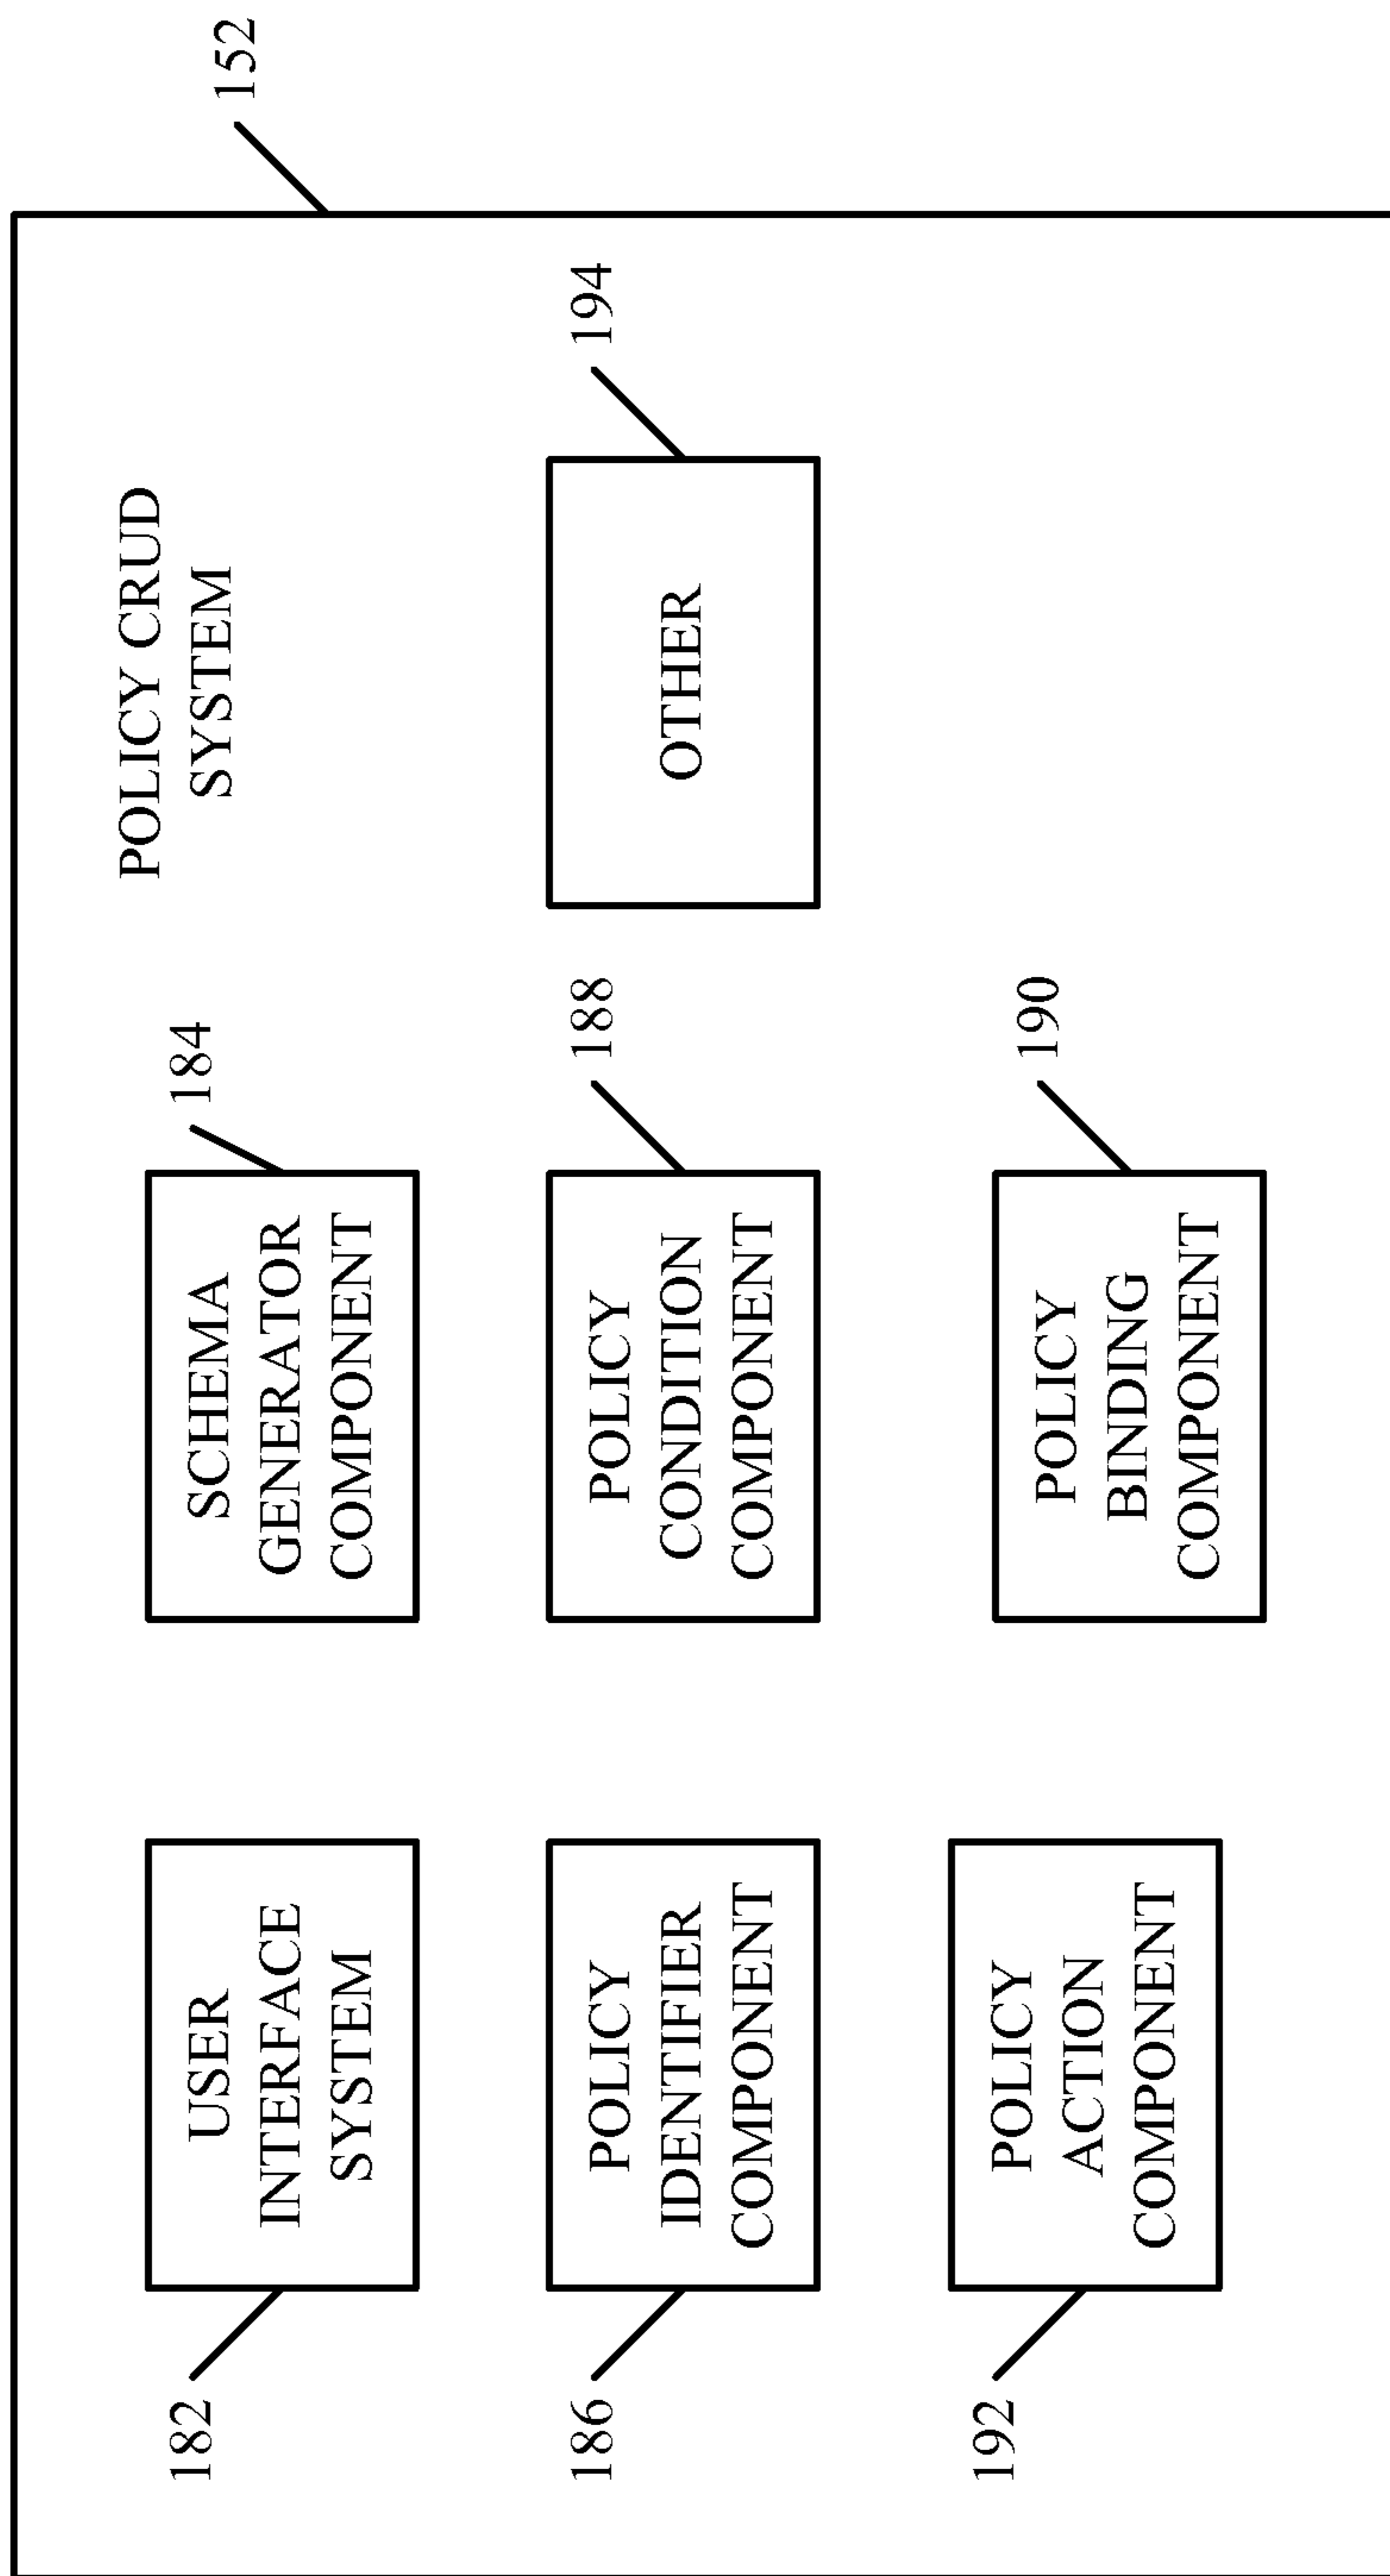 152
POLICY CRUD
SYSTEM
182
USER
INTERFACE
SYSTEM
184
SCHEMA
GENERATOR
COMPONENT
186
POLICY
IDENTIFIER
COMPONENT
188
POLICY
CONDITION
COMPONENT
194
OTHER
192
POLICY
ACTION
COMPONENT
190
POLICY
BINDING
COMPONENT